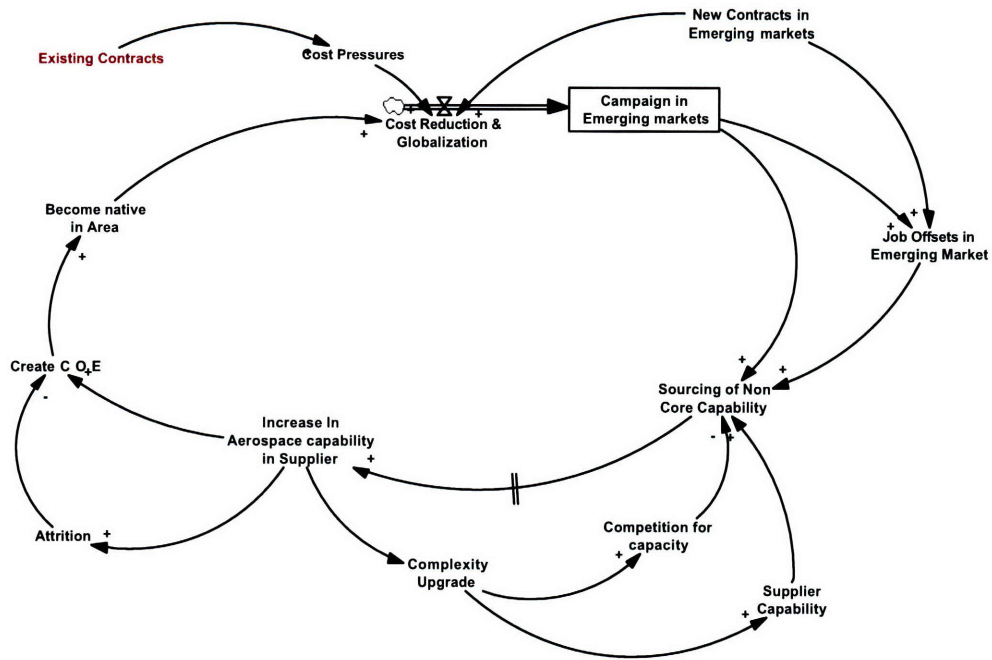 New Contracts in
Emerging markets
Existing Contracts
+
Cost Pressures
+
+
Cost Reduction &
Globalization
+
Campaign in
Emerging markets
Become native
in Area
+
+
+
Job Offsets in
Emerging Market
Create C O E
+
-
+
+
Sourcing of Non
Core Capability
-
+
Increase In
Aerospace capability
in Supplier
+
Attrition
+
Complexity
Upgrade
Competition for
capacity
+
Supplier
Capability
+